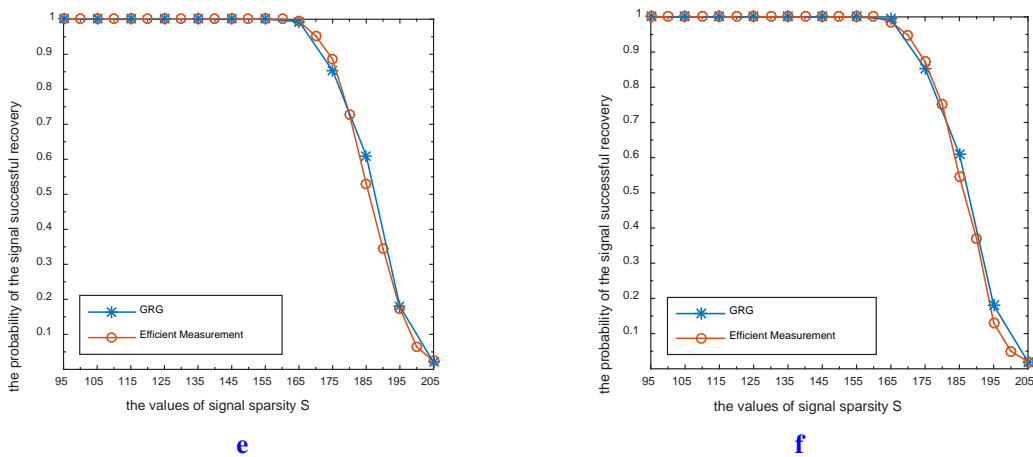 1
0.9
0.8
0.7
0.6
0.5
0.4
0.3
0.2
0.1
the probability of the signal successful recovery
GRG
Efficient Measurement
95 105 115 125 135 145 155 165 175 185 195 205
the values of signal sparsity S
e
1
0.9
0.8
0.7
0.6
0.5
0.4
0.3
0.2
0.1
the probability of the signal successful recovery
GRG
Efficient Measurement
95 105 115 125 135 145 155 165 175 185 195 205
the values of signal sparsity S
f